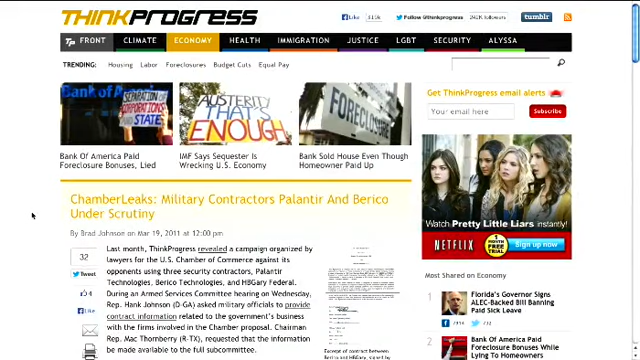 THINKPROGRESS
Like
Follow @thinkprogress
tumblr
FRONT CLIMATE ECONOMY HEALTH IMMIGRATION JUSTICE LGBT SECURITY ALYSSA
TRENDING: Housing Labor Foreclosures Budget Cuts Equal Pay
Bank of Am
SEPARATION OF
CORPORATIONS
AND
STATE
AUSTERITY
THAT'S
ENOUGH
FORECLOSURE
Get ThinkProgress email alerts
Your email here
Subscribe
Bank Of America Paid
Foreclosure Bonuses, Lied
IMF Says Sequester Is
Wrecking U.S. Economy
Bank Sold House Even Though
Homeowner Paid Up
Watch Pretty Little Liars instantly!
NETFLIX
1 MONTH
FREE
TRIAL
Sign up now
ChamberLeaks: Military Contractors Palantir And Berico
Under Scrutiny
By Brad Johnson on Mar 19, 2011 at 12:00 pm
32
Tweet
4
Like
Last month, ThinkProgress revealed a campaign organized by
lawyers for the U.S. Chamber of Commerce against its
opponents using three security contractors, Palantir
Technologies, Berico Technologies, and HBGary Federal.
During an Armed Services Committee hearing on Wednesday,
Rep. Hank Johnson (D-GA) asked military officials to provide
contract information related to the government's business
with the firms involved in the Chamber proposal. Chairman
Rep. Mac Thornberry (R-TX), requested that the information
be made available to the full subcommittee.
Excerpt of contract between
Berico and HBGary, signed by
Most Shared on Economy
1
Florida's Governor Signs
ALEC-Backed Bill Banning
Paid Sick Leave
2
Bank Of America Paid
Foreclosure Bonuses While
Lying To Homeowners